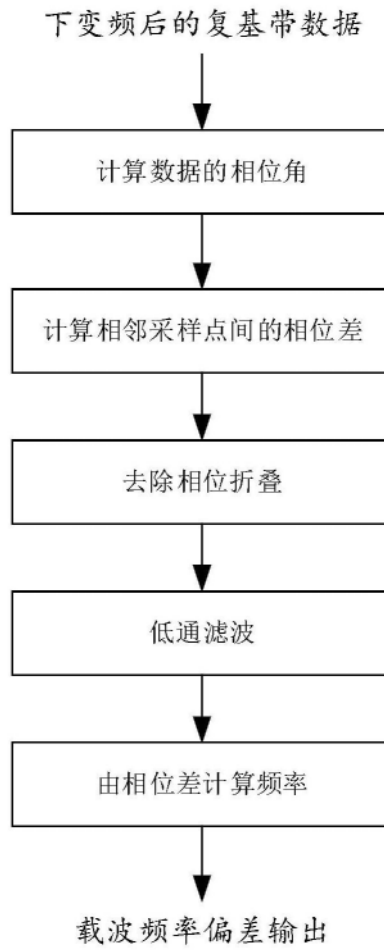 下变频后的复基带数据
计算数据的相位角
计算相邻采样点间的相位差
去除相位折叠
低通滤波
由相位差计算频率
载波频率偏差输出